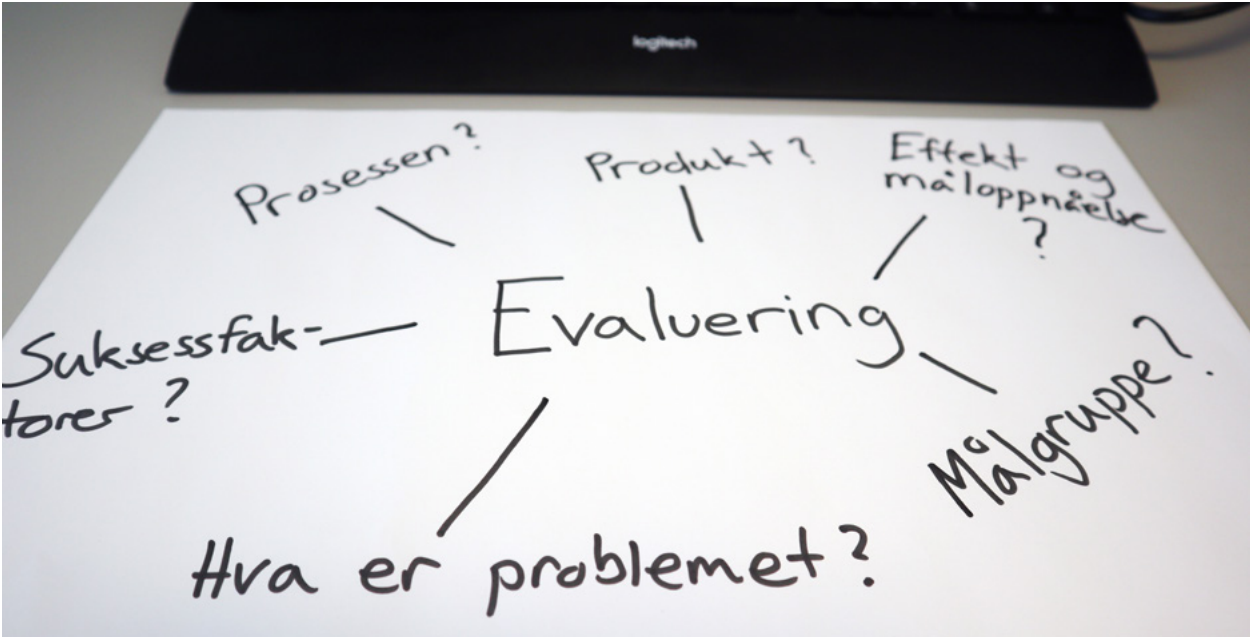 logitech
Prosessen?
Produkt?
Effekt og
måloppnåelse
?
Evaluering
Suksessfak-
torer ?
Målgruppe?
Hva er problemet?